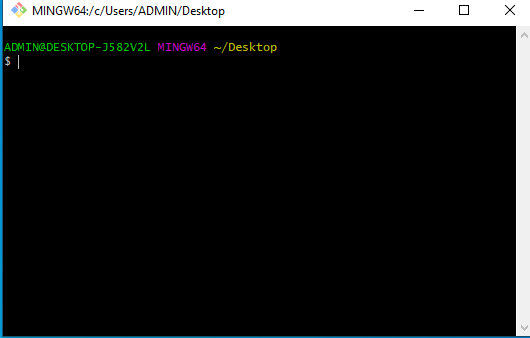 MINGW64:/c/Users/ADMIN/Desktop
ADMIN@DESKTOP-J582V2L MINGW64 ~/Desktop
$